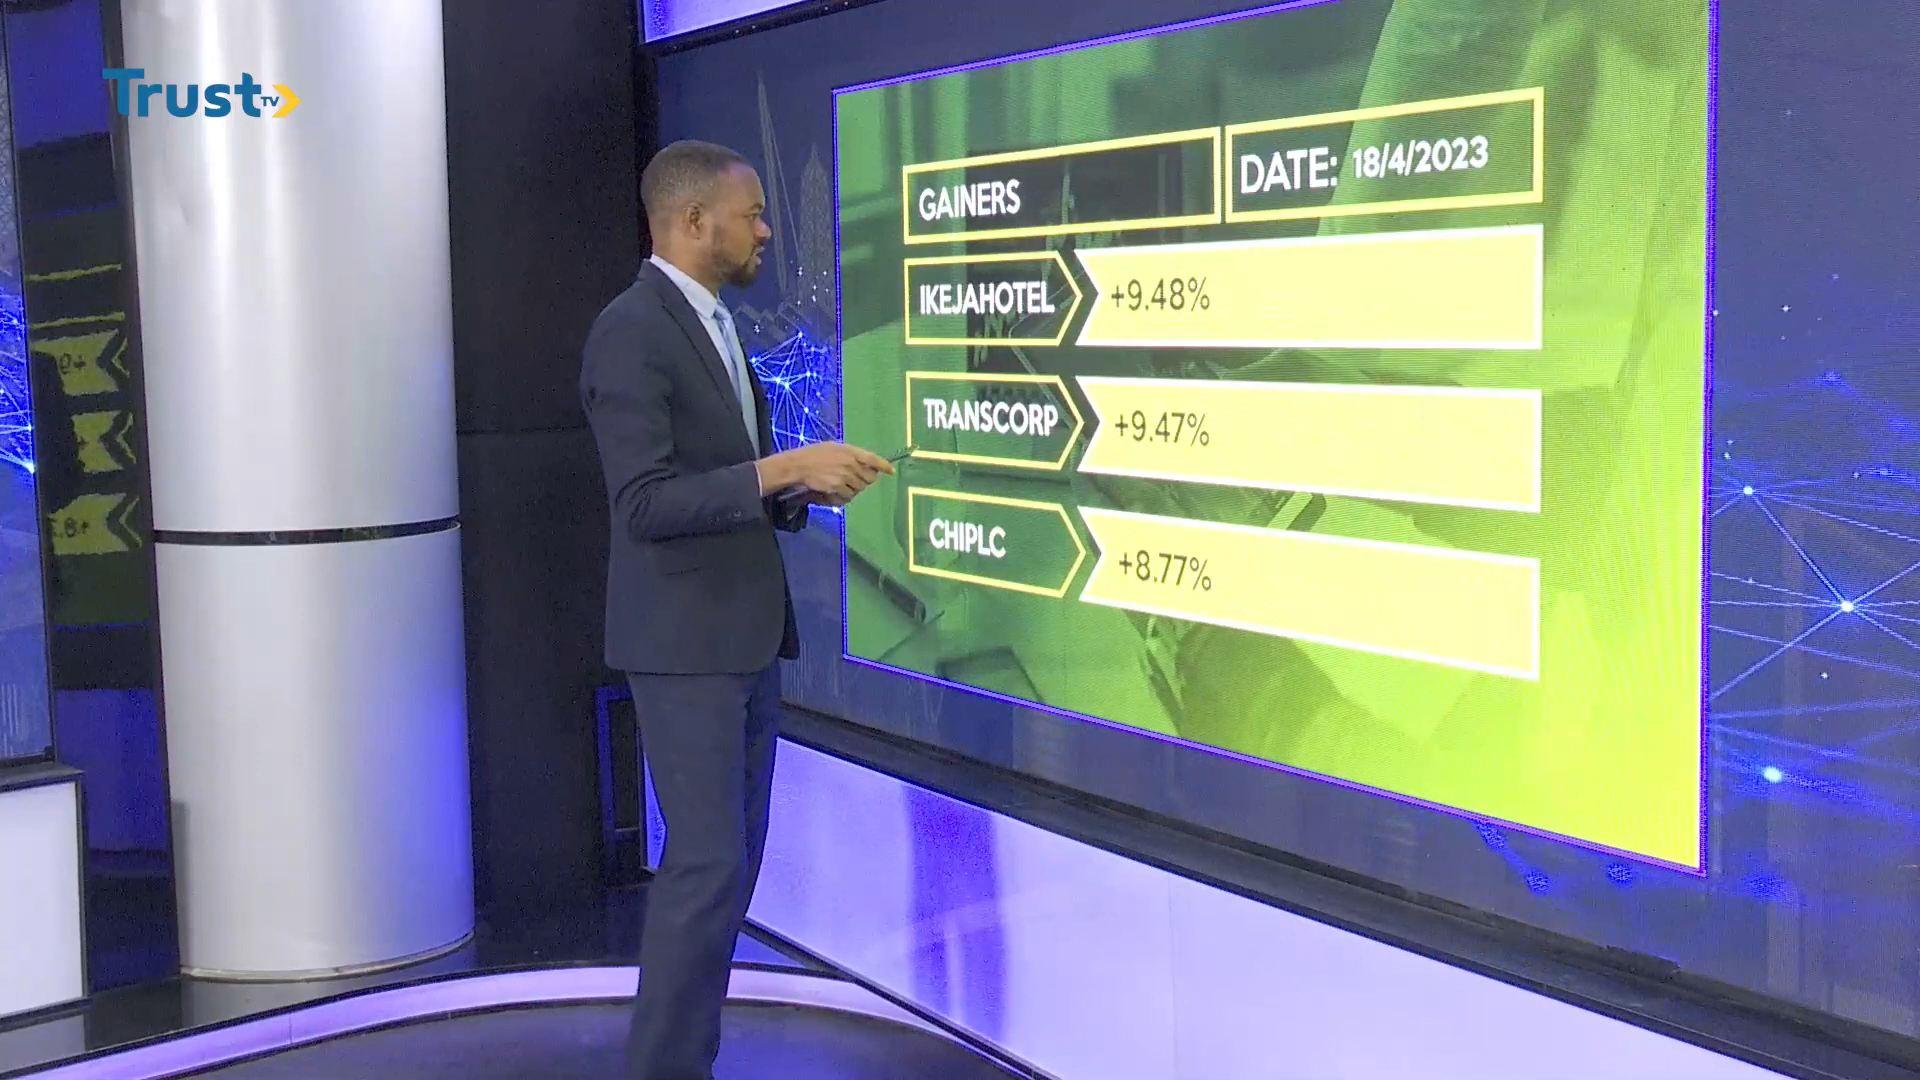 Trust TV
GAINERS
DATE: 18/4/2023
IKEJAHOTEL
+9.48%
TRANSCORP
+9.47%
CHIPLC
+8.77%